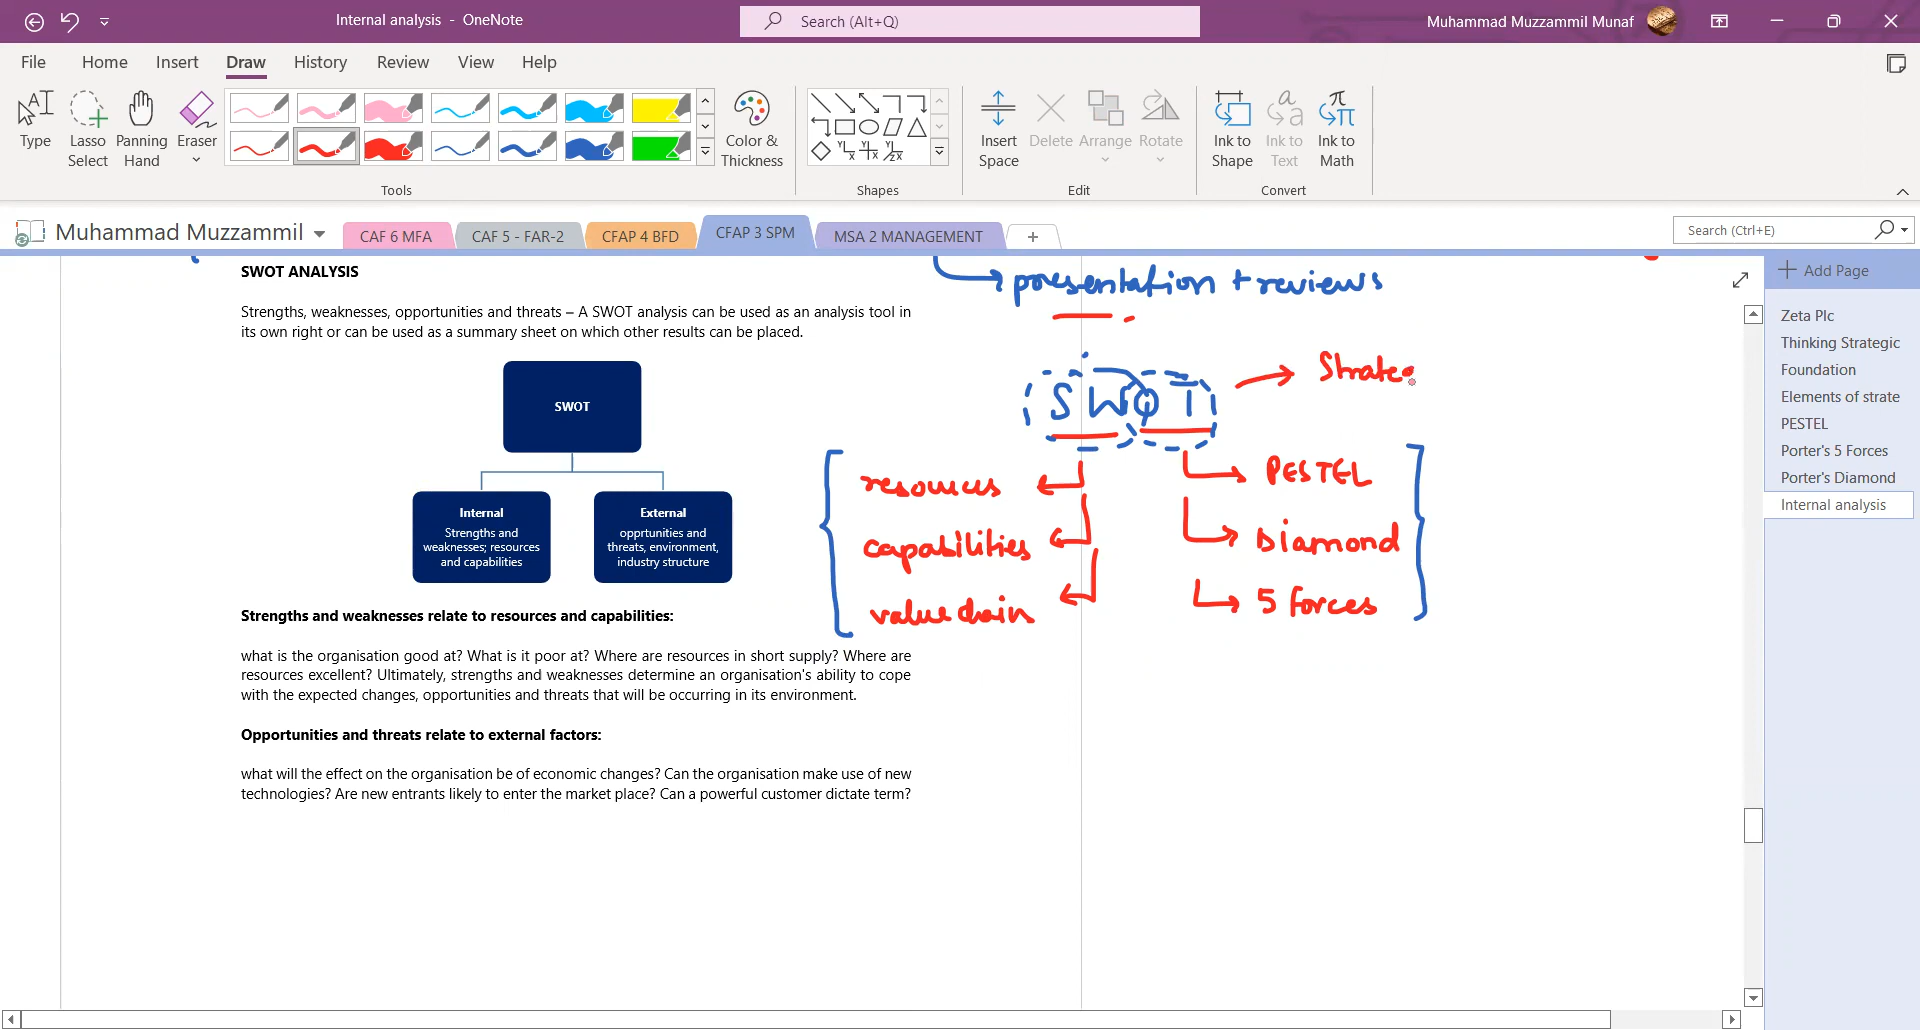 Internal analysis - OneNote
Search (Alt+Q)
Muhammad Muzzammil Munaf
File Home Insert Draw History Review View Help
Type
Lasso Select
Panning Hand
Eraser
Color & Thickness
Insert Space
Delete
Arrange
Rotate
Ink to Shape
Ink to Text
Ink to Math
Tools
Shapes
Edit
Convert
Muhammad Muzzammil
CAF 6 MFA
CAF 5 - FAR-2
CFAP 4 BFD
CFAP 3 SPM
MSA 2 MANAGEMENT
Search (Ctrl+E)
Add Page
Zeta Plc
Thinking Strategic
Foundation
Elements of strate
PESTEL
Porter's 5 Forces
Porter's Diamond
Internal analysis
SWOT ANALYSIS
Strengths, weaknesses, opportunities and threats – A SWOT analysis can be used as an analysis tool in
its own right or can be used as a summary sheet on which other results can be placed.
SWOT
Internal
Strengths and
weaknesses; resources
and capabilities
External
opprtunities and
threats, environment,
industry structure
Strengths and weaknesses relate to resources and capabilities:
what is the organisation good at? What is it poor at? Where are resources in short supply? Where are
resources excellent? Ultimately, strengths and weaknesses determine an organisation's ability to cope
with the expected changes, opportunities and threats that will be occurring in its environment.
Opportunities and threats relate to external factors:
what will the effect on the organisation be of economic changes? Can the organisation make use of new
technologies? Are new entrants likely to enter the market place? Can a powerful customer dictate term?
presentation + reviews
SWOT
Strate
resources
capabilities
value chain
PESTEL
Diamond
5 Forces